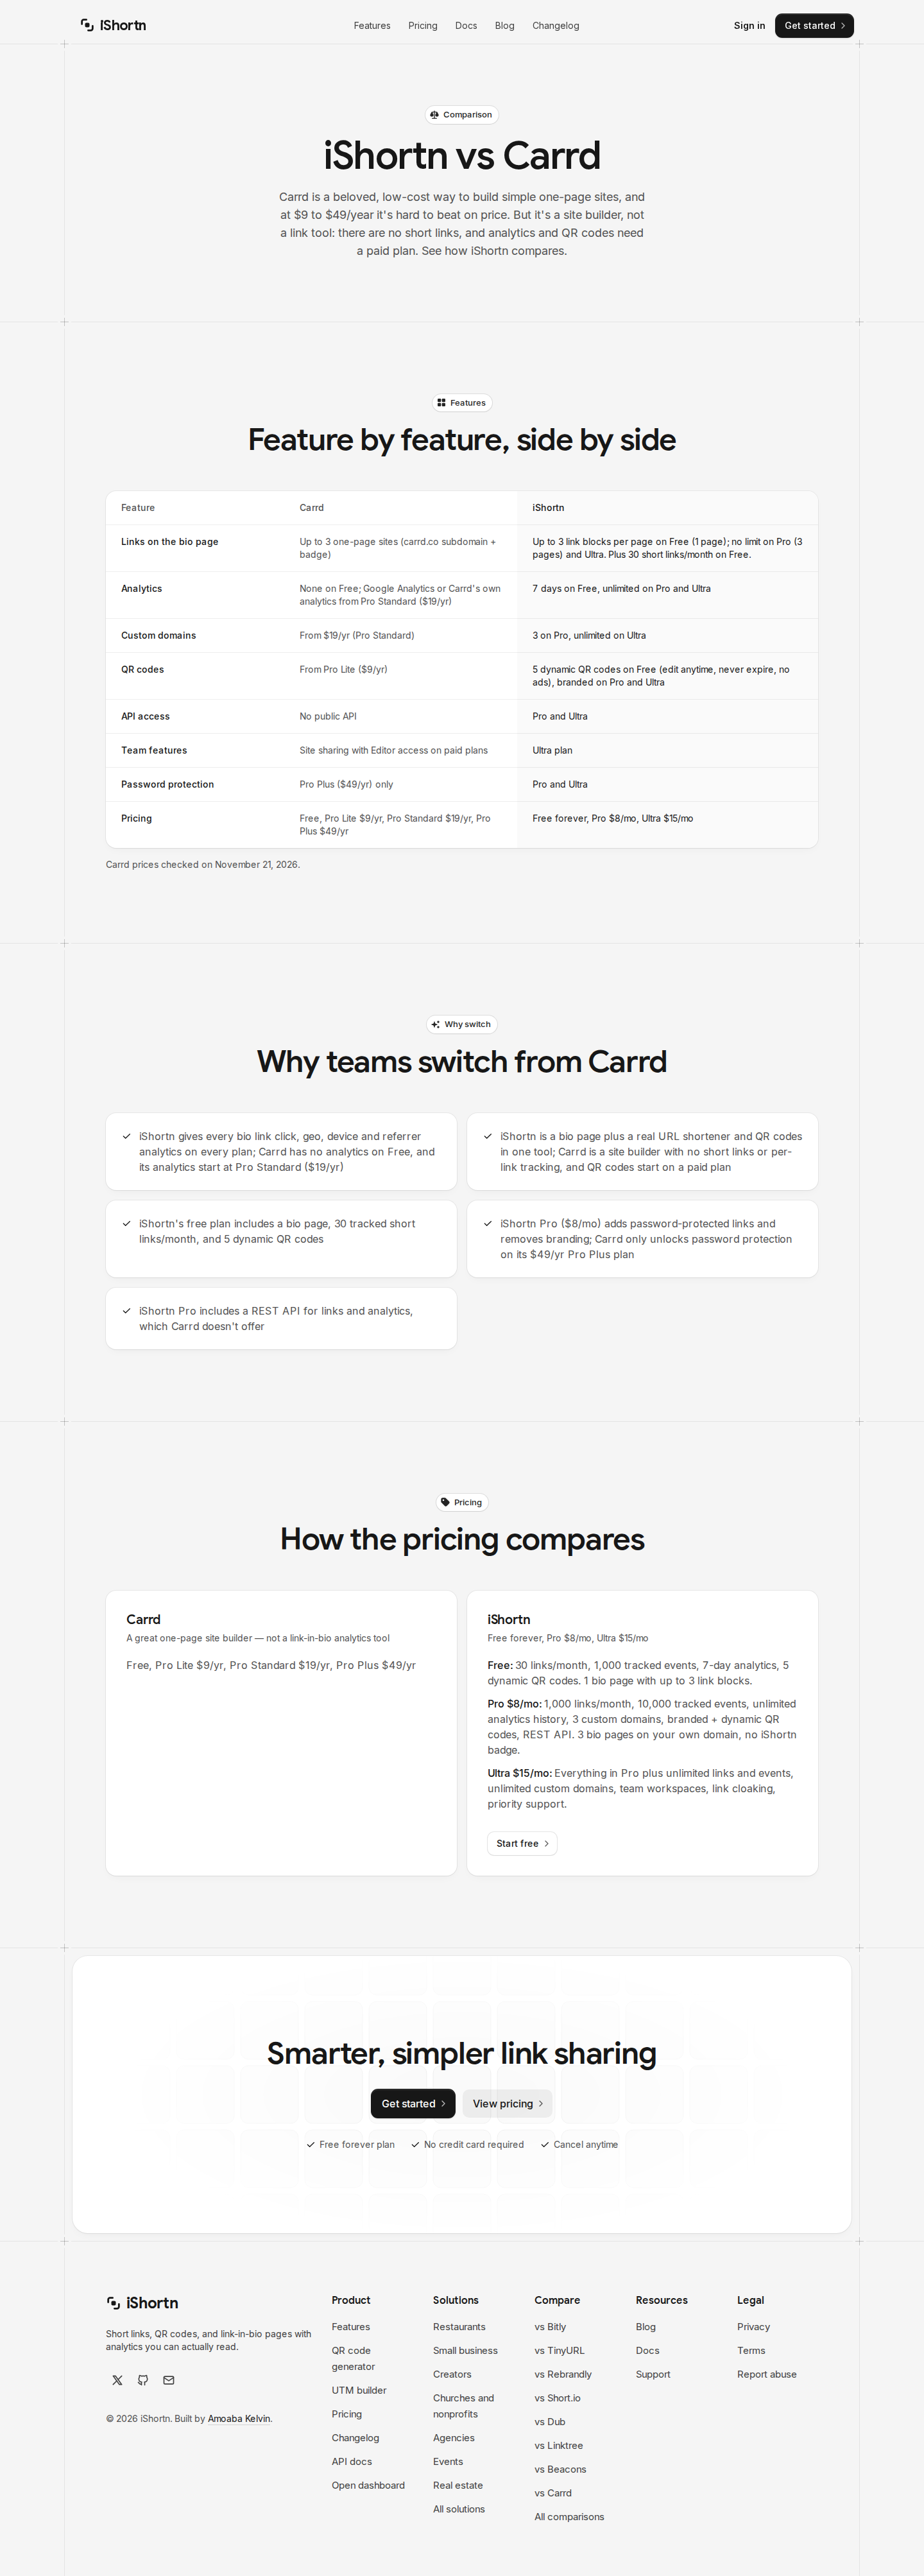 iShortn
Features
Pricing
Docs
Blog
Changelog
Sign in
Get started
Comparison
iShortn vs Carrd
Carrd is a beloved, low-cost way to build simple one-page sites, and
at $9 to $49/year it's hard to beat on price. But it's a site builder, not
a link tool: there are no short links, and analytics and QR codes need
a paid plan. See how iShortn compares.
Features
Feature by feature, side by side
Feature
Carrd
iShortn
Links on the bio page
Up to 3 one-page sites (carrd.co subdomain +
badge)
Up to 3 link blocks per page on Free (1 page); no limit on Pro (3
pages) and Ultra. Plus 30 short links/month on Free.
Analytics
None on Free; Google Analytics or Carrd's own
analytics from Pro Standard ($19/yr)
7 days on Free, unlimited on Pro and Ultra
Custom domains
From $19/yr (Pro Standard)
3 on Pro, unlimited on Ultra
QR codes
From Pro Lite ($9/yr)
5 dynamic QR codes on Free (edit anytime, never expire, no
ads), branded on Pro and Ultra
API access
No public API
Pro and Ultra
Team features
Site sharing with Editor access on paid plans
Ultra plan
Password protection
Pro Plus ($49/yr) only
Pro and Ultra
Pricing
Free, Pro Lite $9/yr, Pro Standard $19/yr, Pro
Plus $49/yr
Free forever, Pro $8/mo, Ultra $15/mo
Carrd prices checked on November 21, 2026.
Why switch
Why teams switch from Carrd
iShortn gives every bio link click, geo, device and referrer
analytics on every plan; Carrd has no analytics on Free, and
its analytics start at Pro Standard ($19/yr)
iShortn is a bio page plus a real URL shortener and QR codes
in one tool; Carrd is a site builder with no short links or per-
link tracking, and QR codes start on a paid plan
iShortn's free plan includes a bio page, 30 tracked short
links/month, and 5 dynamic QR codes
iShortn Pro ($8/mo) adds password-protected links and
removes branding; Carrd only unlocks password protection
on its $49/yr Pro Plus plan
iShortn Pro includes a REST API for links and analytics,
which Carrd doesn't offer
Pricing
How the pricing compares
Carrd
A great one-page site builder — not a link-in-bio analytics tool
Free, Pro Lite $9/yr, Pro Standard $19/yr, Pro Plus $49/yr
iShortn
Free forever, Pro $8/mo, Ultra $15/mo
Free: 30 links/month, 1,000 tracked events, 7-day analytics, 5
dynamic QR codes. 1 bio page with up to 3 link blocks.
Pro $8/mo: 1,000 links/month, 10,000 tracked events, unlimited
analytics history, 3 custom domains, branded + dynamic QR
codes, REST API. 3 bio pages on your own domain, no iShortn
badge.
Ultra $15/mo: Everything in Pro plus unlimited links and events,
unlimited custom domains, team workspaces, link cloaking,
priority support.
Start free
Smarter, simpler link sharing
Get started
View pricing
Free forever plan
No credit card required
Cancel anytime
iShortn
Short links, QR codes, and link-in-bio pages with
analytics you can actually read.
© 2026 iShortn. Built by Amoaba Kelvin.
Product
Features
QR code
generator
UTM builder
Pricing
Changelog
API docs
Open dashboard
Solutions
Restaurants
Small business
Creators
Churches and
nonprofits
Agencies
Events
Real estate
All solutions
Compare
vs Bitly
vs TinyURL
vs Rebrandly
vs Short.io
vs Dub
vs Linktree
vs Beacons
vs Carrd
All comparisons
Resources
Blog
Docs
Support
Legal
Privacy
Terms
Report abuse